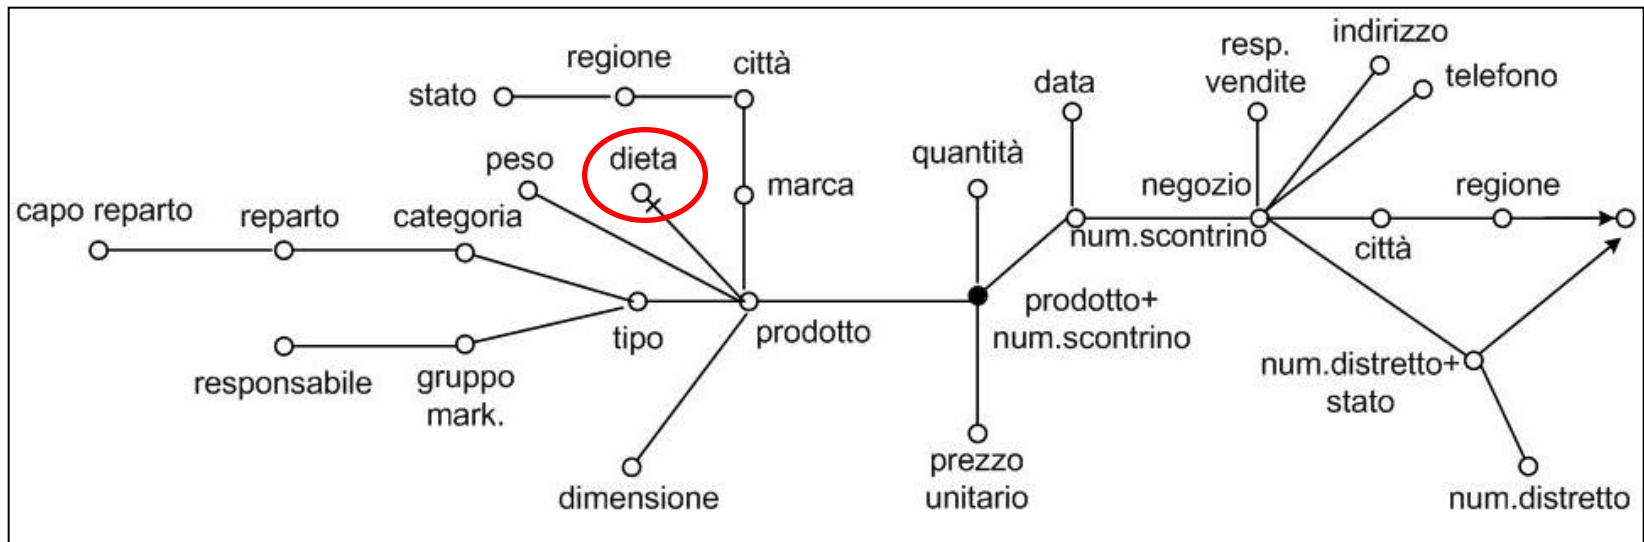 indirizzo
resp.
vendite
regione
città
data
telefono
stato
peso
dieta
quantità
marca
negozio
regione
capo reparto
reparto
categoria
num.scontrino
città
prodotto+
num.scontrino
tipo
prodotto
num.distretto+
stato
responsabile
gruppo
mark.
prezzo
unitario
dimensione
num.distretto